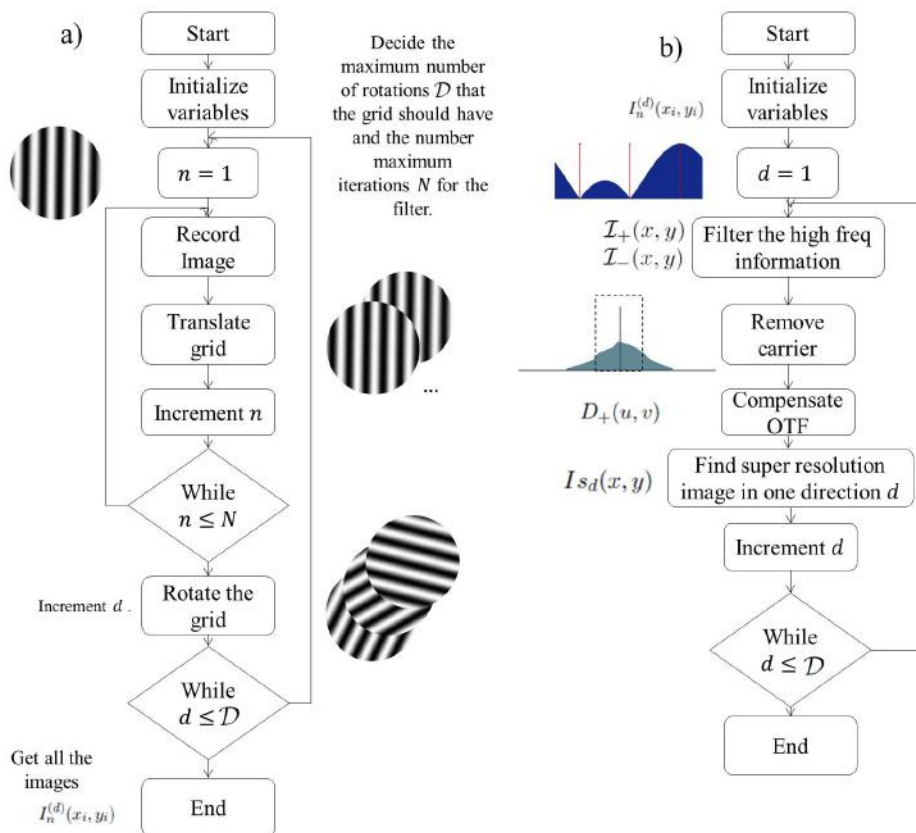 a)
Start
Initialize
variables
n = 1
Record
Image
Translate
grid
Increment n
While
n ≤ N
Increment d .
Rotate the
grid
While
d ≤ 𝒟
Get all the
images
I_n^{(d)}(x_i, y_i)
End
Decide the
maximum number
of rotations 𝒟 that
the grid should have
and the number
maximum
iterations N for the
filter.
...
b)
Start
Initialize
variables
I_n^{(d)}(x_i, y_i)
d = 1
ℐ_+(x, y)
ℐ_−(x, y)
Filter the high freq
information
Remove
carrier
Compensate
OTF
D_+(u, v)
Find super resolution
image in one direction d
Is_d(x, y)
Increment d
While
d ≤ 𝒟
End